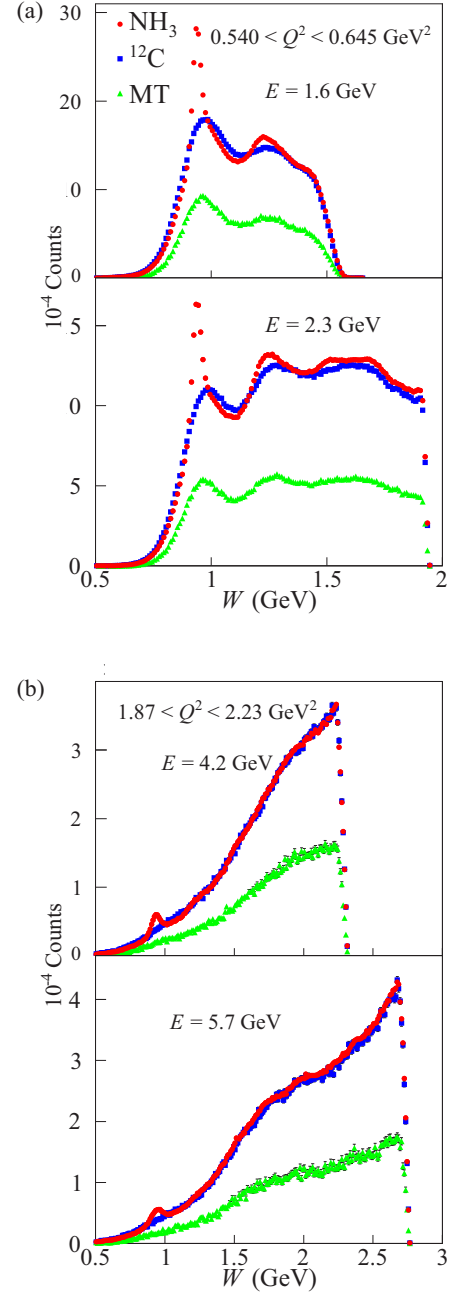 (a)
30
NH₃
0.540 < Q² < 0.645 GeV²
¹²C
E = 1.6 GeV
MT
20
10
0
10⁻⁴ Counts
E = 2.3 GeV
5
0
5
0
0.5 1 1.5 2
W (GeV)
(b)
1.87 < Q² < 2.23 GeV²
E = 4.2 GeV
3
2
1
0
10⁻⁴ Counts
E = 5.7 GeV
4
3
2
1
0
0.5 1 1.5 2 2.5 3
W (GeV)